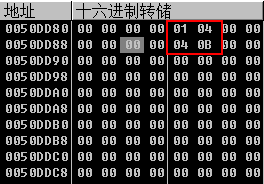 地址 十六进制转储
0050DD80 00 00 00 00 01 04 00 00
0050DD88 00 00 00 00 04 0B 00 00
0050DD90 00 00 00 00 00 00 00 00
0050DD98 00 00 00 00 00 00 00 00
0050DDA0 00 00 00 00 00 00 00 00
0050DDA8 00 00 00 00 00 00 00 00
0050DDB0 00 00 00 00 00 00 00 00
0050DDB8 00 00 00 00 00 00 00 00
0050DDC0 00 00 00 00 00 00 00 00
0050DDC8 00 00 00 00 00 00 00 00